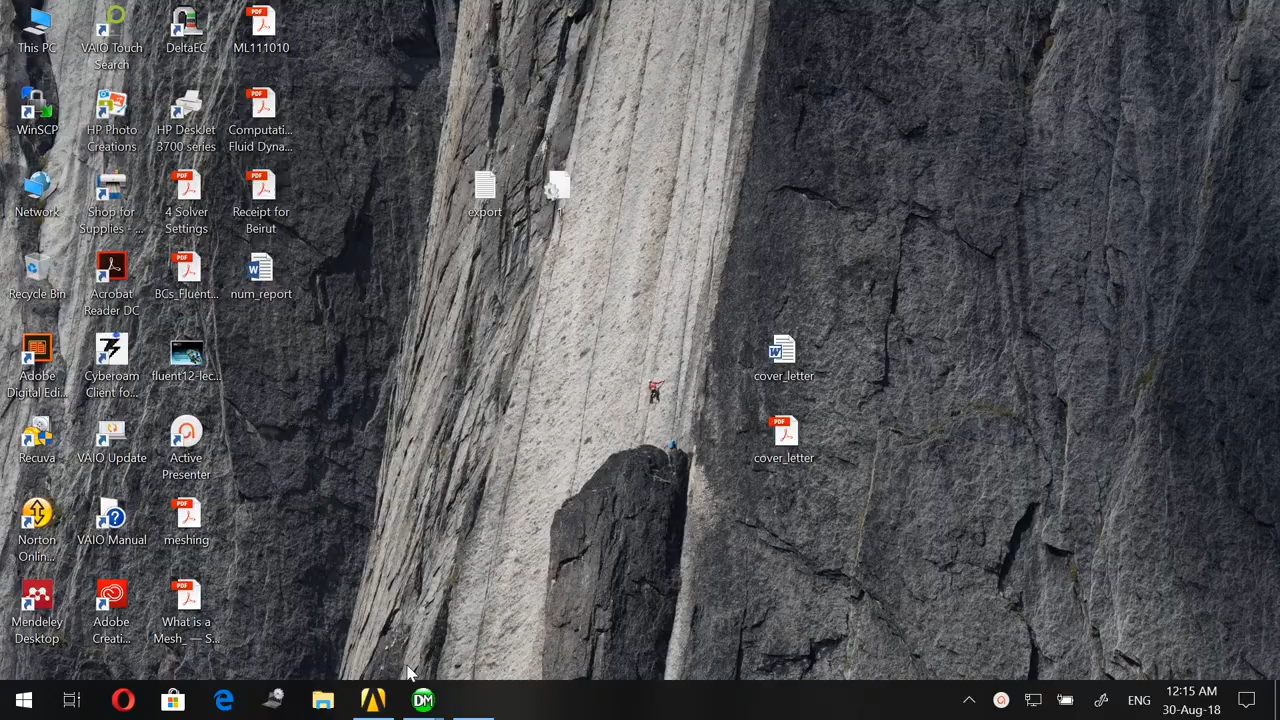 This PC
VAIO Touch
Search
DeltaEC
ML111010
WinSCP
HP Photo
Creations
HP DeskJet
3700 series
Computati...
Fluid Dyna...
Network
Shop for
Supplies - ...
4 Solver
Settings
Receipt for
Beirut
export
1
Recycle Bin
Acrobat
Reader DC
BCs_Fluent...
num_report
Adobe
Digital Edi...
Cyberoam
Client fo...
fluent12-lec...
cover_letter
Recuva
VAIO Update
Active
Presenter
cover_letter
Norton
Onlin...
VAIO Manual
meshing
Mendeley
Desktop
Adobe
Creati...
What is a
Mesh_ — S...
DM
ENG
12:15 AM
30-Aug-18